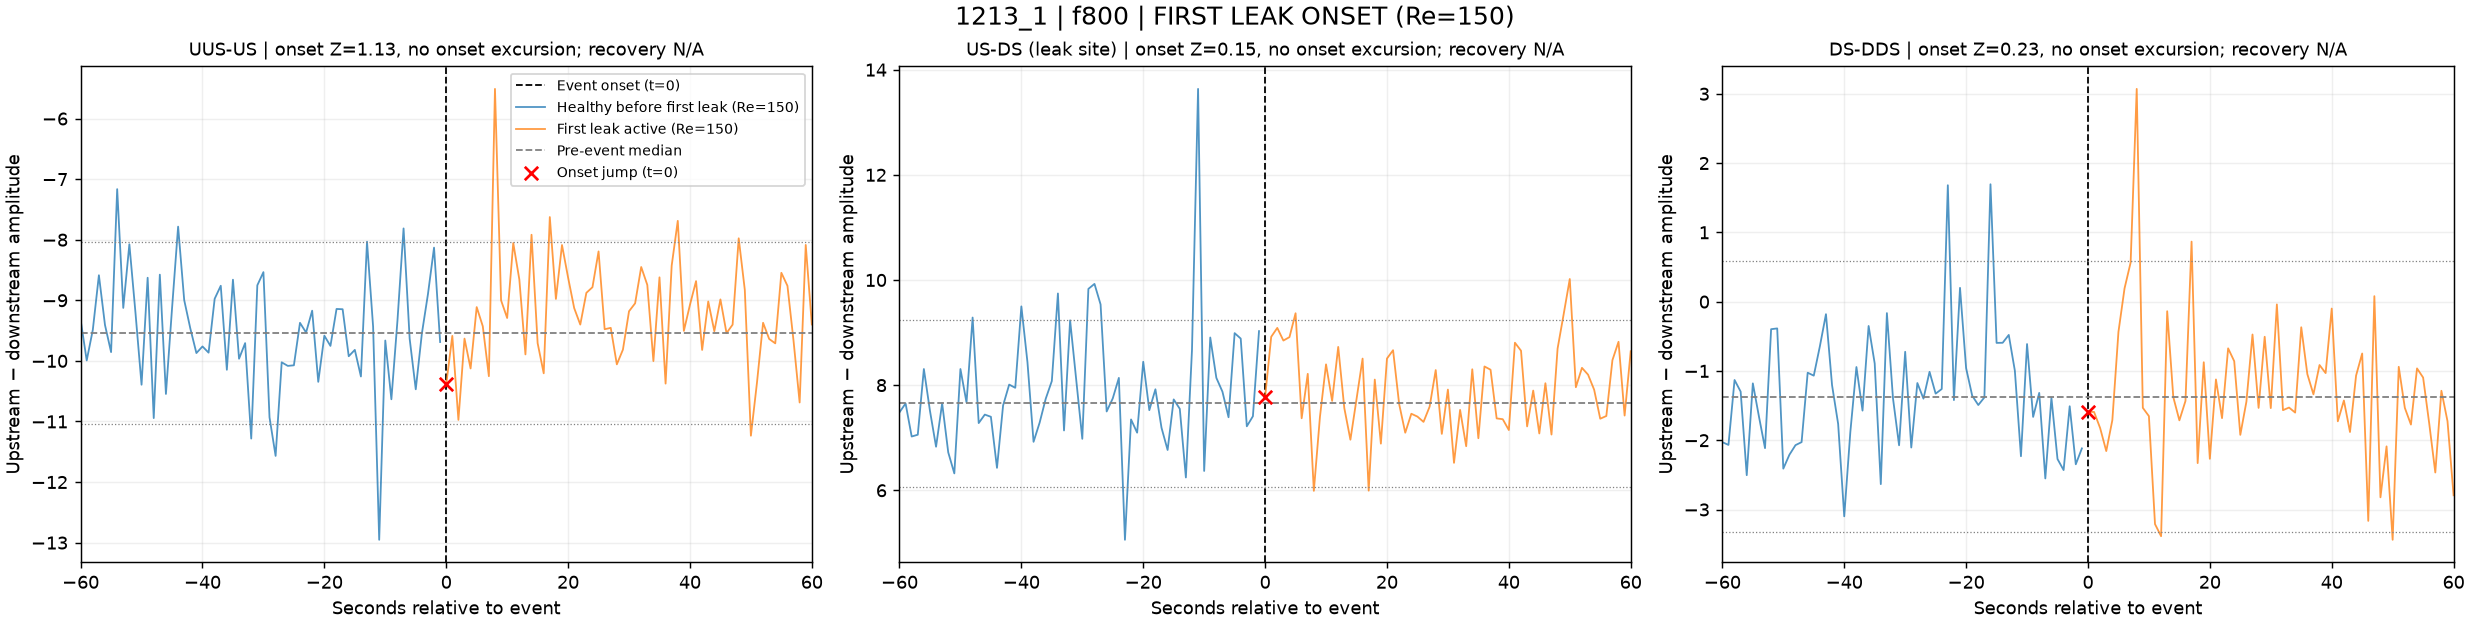 1213_1 | f800 | FIRST LEAK ONSET (Re=150)
UUS-US | onset Z=1.13, no onset excursion; recovery N/A
Upstream − downstream amplitude
−6
−7
−8
−9
−10
−11
−12
−13
Event onset (t=0)
Healthy before first leak (Re=150)
First leak active (Re=150)
Pre-event median
Onset jump (t=0)
−60 −40 −20 0 20 40 60
Seconds relative to event
US-DS (leak site) | onset Z=0.15, no onset excursion; recovery N/A
Upstream − downstream amplitude
14
12
10
8
6
−60 −40 −20 0 20 40 60
Seconds relative to event
DS-DDS | onset Z=0.23, no onset excursion; recovery N/A
Upstream − downstream amplitude
3
2
1
0
−1
−2
−3
−60 −40 −20 0 20 40 60
Seconds relative to event